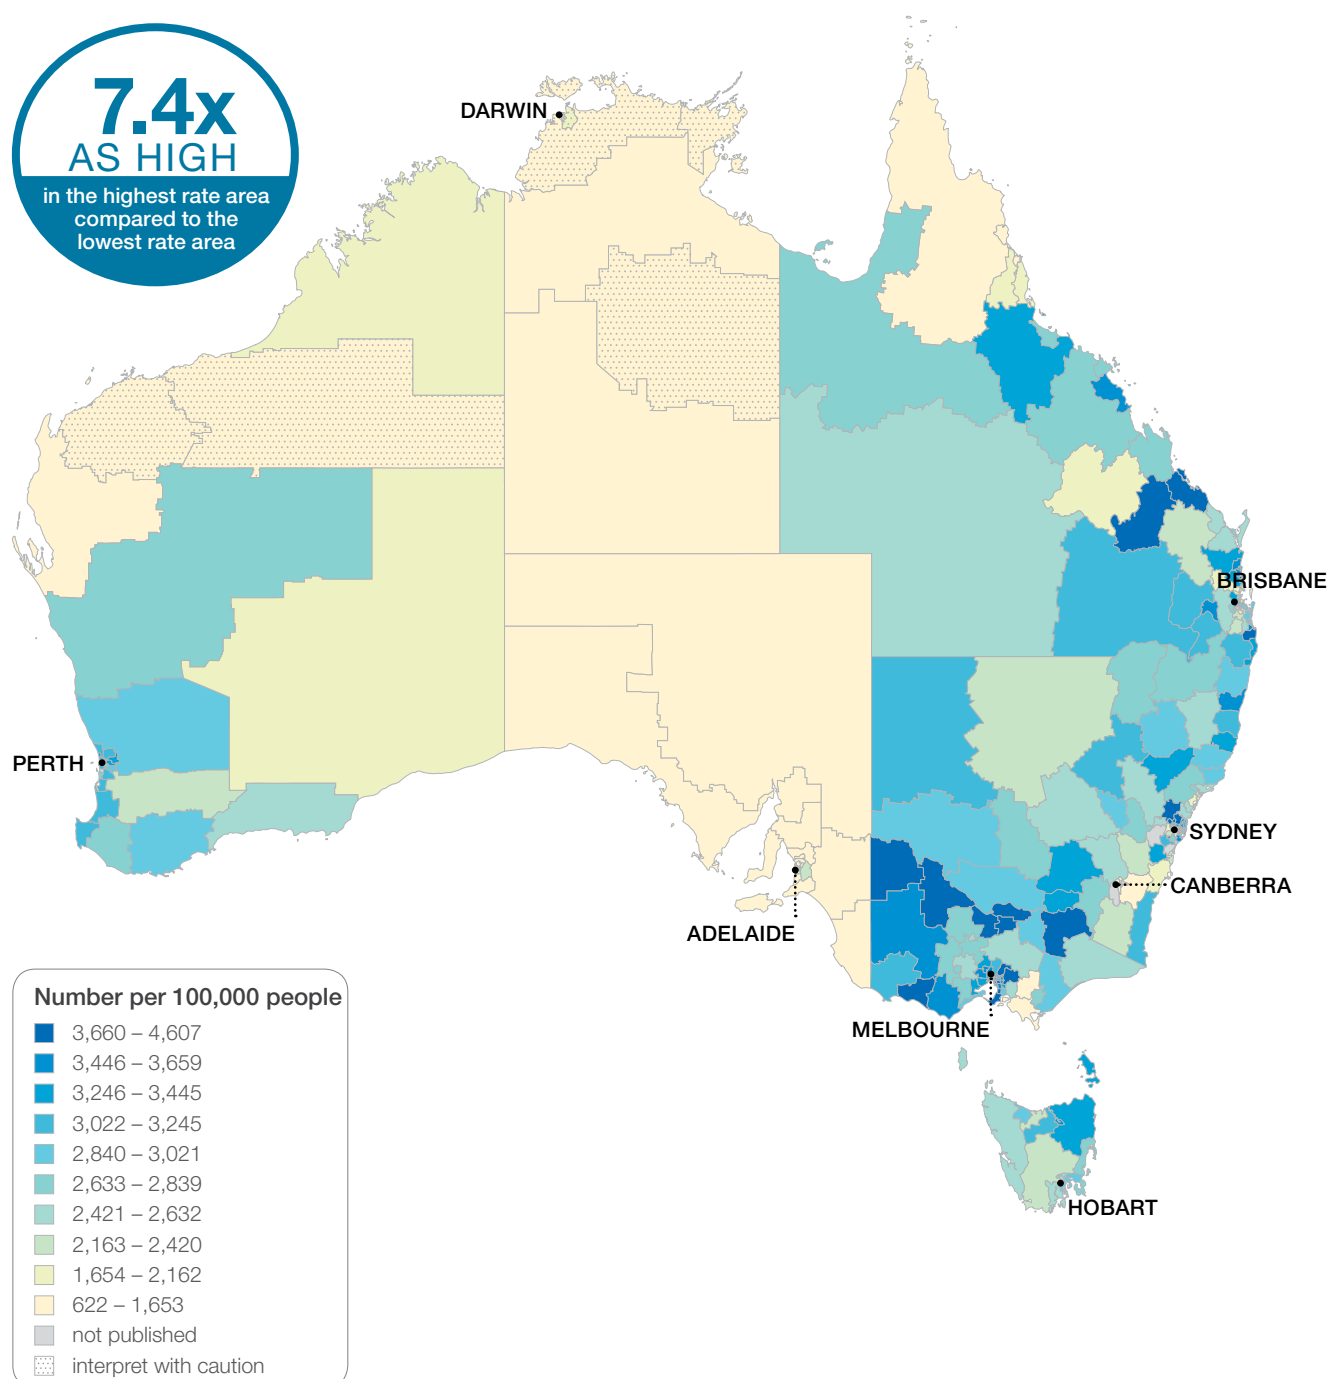 7.4x
AS HIGH
in the highest rate area
compared to the
lowest rate area
DARWIN
BRISBANE
PERTH
SYDNEY
CANBERRA
ADELAIDE
MELBOURNE
HOBART
Number per 100,000 people
3,660 – 4,607
3,446 – 3,659
3,246 – 3,445
3,022 – 3,245
2,840 – 3,021
2,633 – 2,839
2,421 – 2,632
2,163 – 2,420
1,654 – 2,162
622 – 1,653
not published
interpret with caution